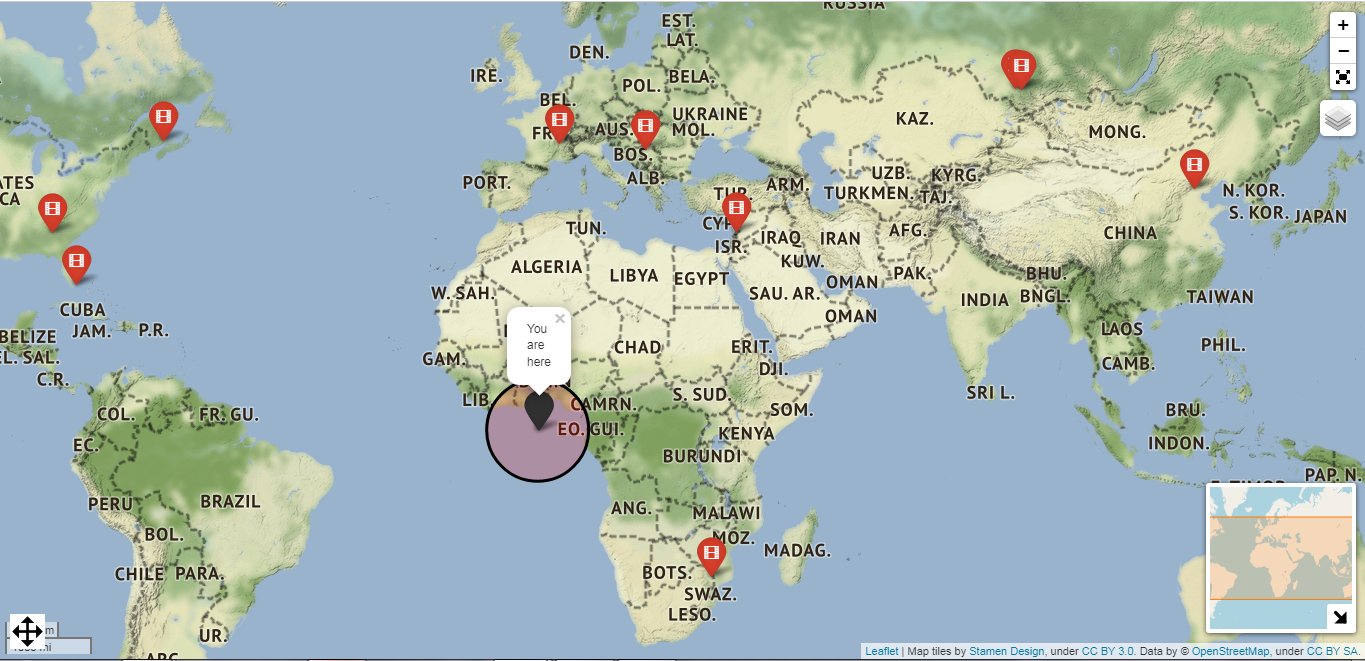 RUSSIA
EST.
LAT.
DEN.
IRE.
BELA.
POL.
BEL.
UKRAINE
KAZ.
FR
AUS.
MOL.
MONG.
BOS.
ATES
CA
PORT.
ALB.
TUR.
ARM.
UZB.
KYRG.
TURKMEN.
TAJ.
N. KOR.
S. KOR.
JAPAN
CYP.
TUN.
ISR.
IRAQ
IRAN
AFG.
CHINA
ALGERIA
LIBYA
EGYPT
KUW.
PAK.
BHU.
OMAN
W. SAH.
SAU. AR.
INDIA
BNGL.
TAIWAN
CUBA
JAM.
P.R.
OMAN
BELIZE
EL. SAL.
C.R.
You
are
here
×
GAM.
CHAD
ERIT.
DJI.
LAOS
PHIL.
CAMB.
SRI L.
LIB.
CAMRN.
S. SUD.
SOM.
COL.
FR. GU.
EC.
EQ. GUI.
KENYA
BRU.
INDON.
BURUNDI
PERU
BRAZIL
ANG.
MALAWI
PAP. N.
E. TIMOR
BOL.
MOZ.
MADAG.
CHILE
PARA.
BOTS.
SWAZ.
LESO.
UR.
ARG.
m
mi
+
−
Leaflet | Map tiles by Stamen Design, under CC BY 3.0. Data by © OpenStreetMap, under CC BY SA.